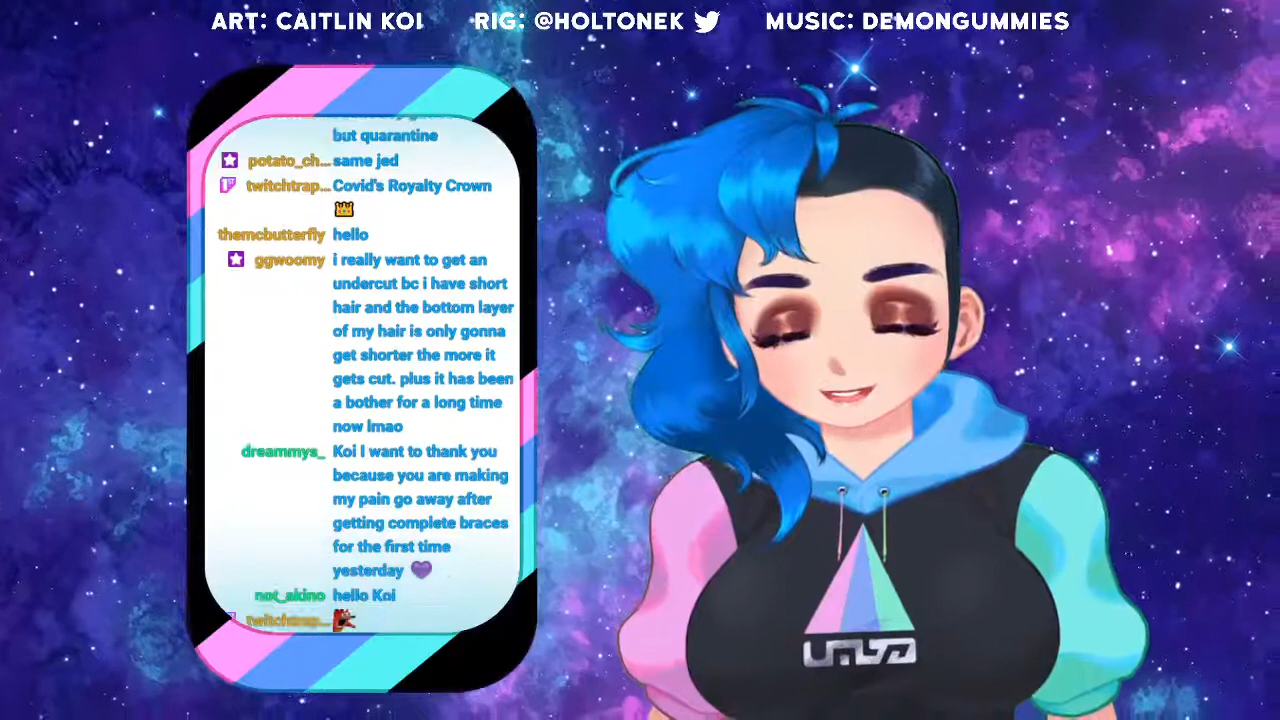 ART: CAITLIN KOI RIG: @HOLTONEK MUSIC: DEMONGUMMIES
but quarantine
potato_ch... same jed
twitchtrap... Covid's Royalty Crown
themcbutterfly hello
ggwoomy i really want to get an
undercut bc i have short
hair and the bottom layer
of my hair is only gonna
get shorter the more it
gets cut. plus it has been
a bother for a long time
now lmao
dreammys_ Koi I want to thank you
because you are making
my pain go away after
getting complete braces
for the first time
yesterday 💜
not_akino hello Koi
twitchtrap...